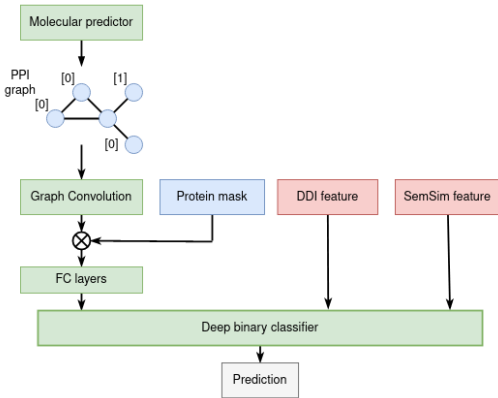 Molecular predictor
PPI
graph
[0]
[1]
[0]
[0]
Graph Convolution
Protein mask
DDI feature
SemSim feature
FC layers
Deep binary classifier
Prediction